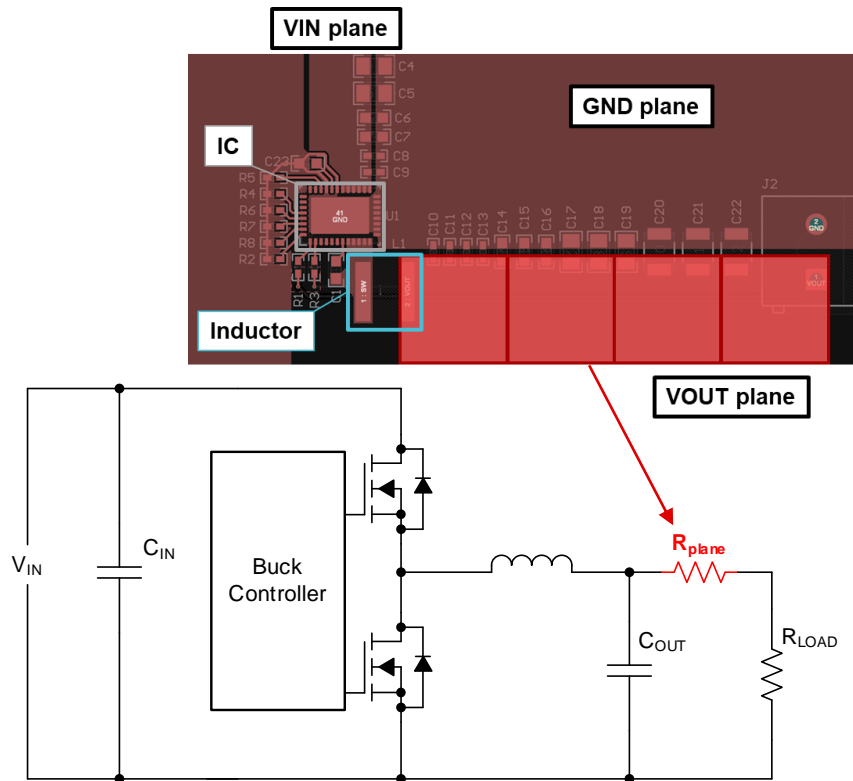 VIN plane
C4
C5
GND plane
C6
C7
IC
C8
C9
C23
R5
R4
R6
R7
R8
R2
41
GND
U1
J2
2
GND
L1
C10
C11
C12
C13
C14
C15
C16
C17
C18
C19
C20
C21
C22
1
VOUT
R1
R3
C1
1 : SW
2 : VOUT
Inductor
VOUT plane
VIN
CIN
Buck
Controller
Rplane
COUT
RLOAD